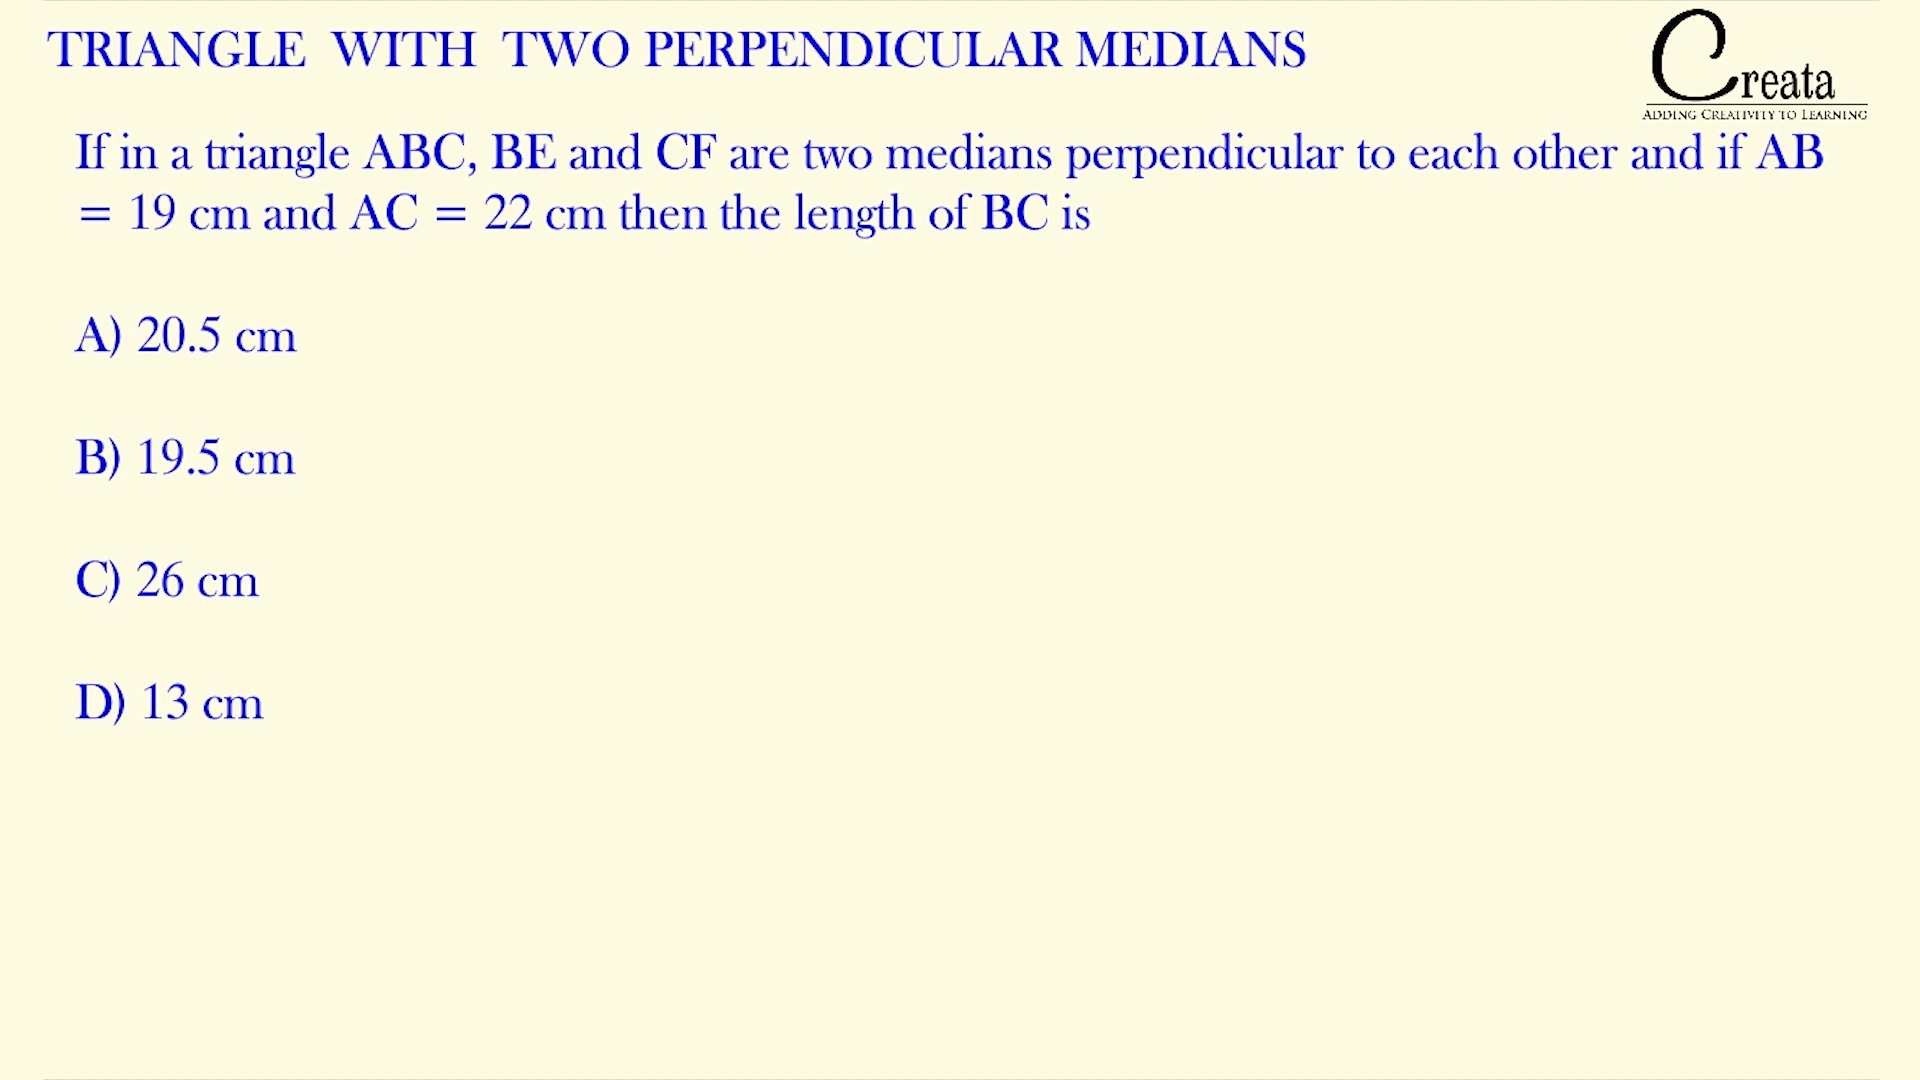 TRIANGLE WITH TWO PERPENDICULAR MEDIANS
Creata
ADDING CREATIVITY TO LEARNING
If in a triangle ABC, BE and CF are two medians perpendicular to each other and if AB
= 19 cm and AC = 22 cm then the length of BC is
A) 20.5 cm
B) 19.5 cm
C) 26 cm
D) 13 cm